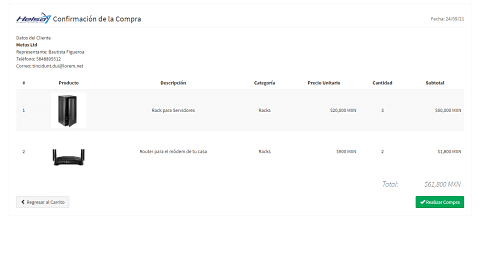 Helsa Confirmación de la Compra
Fecha: 24/06/21
Datos del Cliente
Metus Ltd
Representante: Bautista Figueroa
Teléfono: 5646895512
Correo: tincidunt.dui@lorem.net
# Producto Descripción Categoría Precio Unitario Cantidad Subtotal
1 Rack para Servidores Racks $20,000 MXN 3 $60,000 MXN
2 Router para el módem de tu casa Racks $900 MXN 2 $1,800 MXN
Total: $61,800 MXN
Regresar al Carrito
Realizar Compra